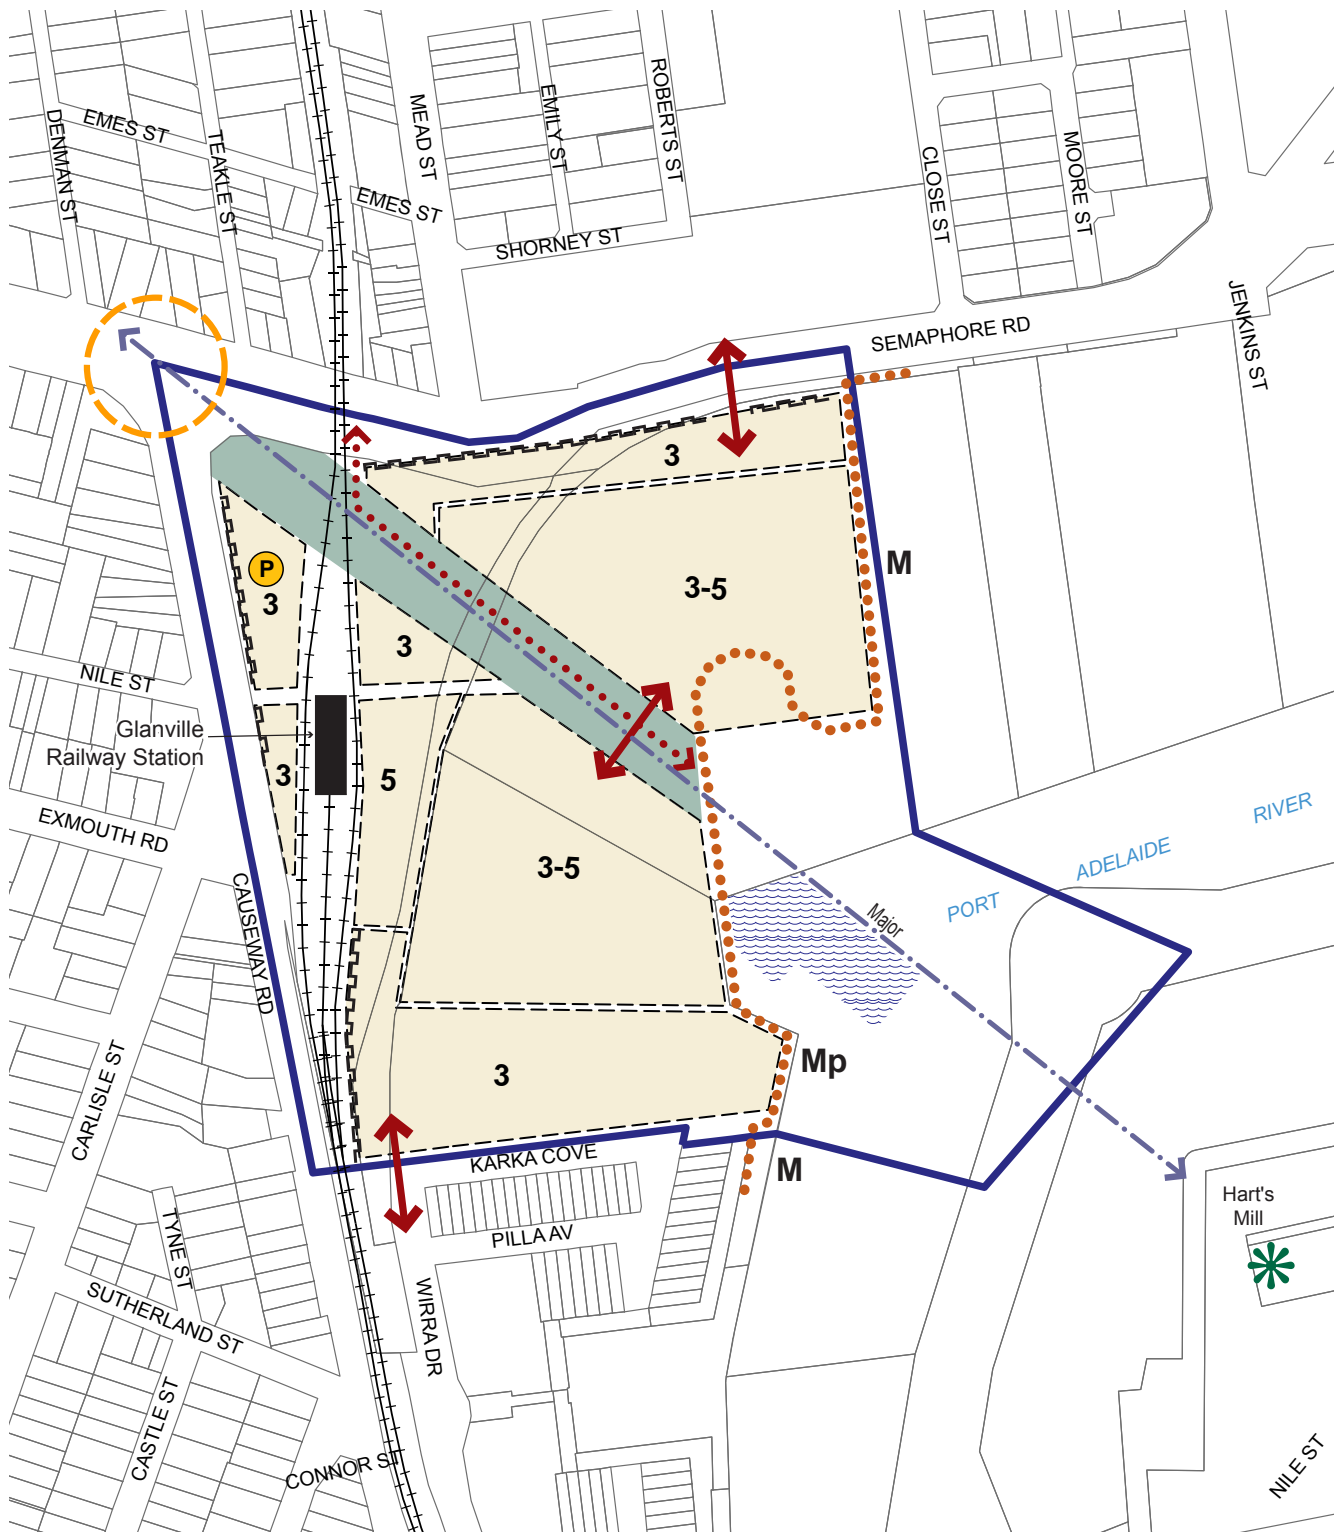 DENMAN ST
EMES ST
TEAKLE ST
MEAD ST
EMES ST
EMILY ST
ROBERTS ST
SHORNEY ST
CLOSE ST
MOORE ST
JENKINS ST
SEMAPHORE RD
3
M
P
3
3-5
3
NILE ST
Glanville
Railway Station
3
5
EXMOUTH RD
3-5
CAUSEWAY RD
Major
PORT
ADELAIDE
RIVER
CARLISLE ST
3
Mp
KARKA COVE
M
PILLA AV
TYNE ST
Hart's
Mill
WIRRA DR
SUTHERLAND ST
CASTLE ST
CONNOR ST
NILE ST